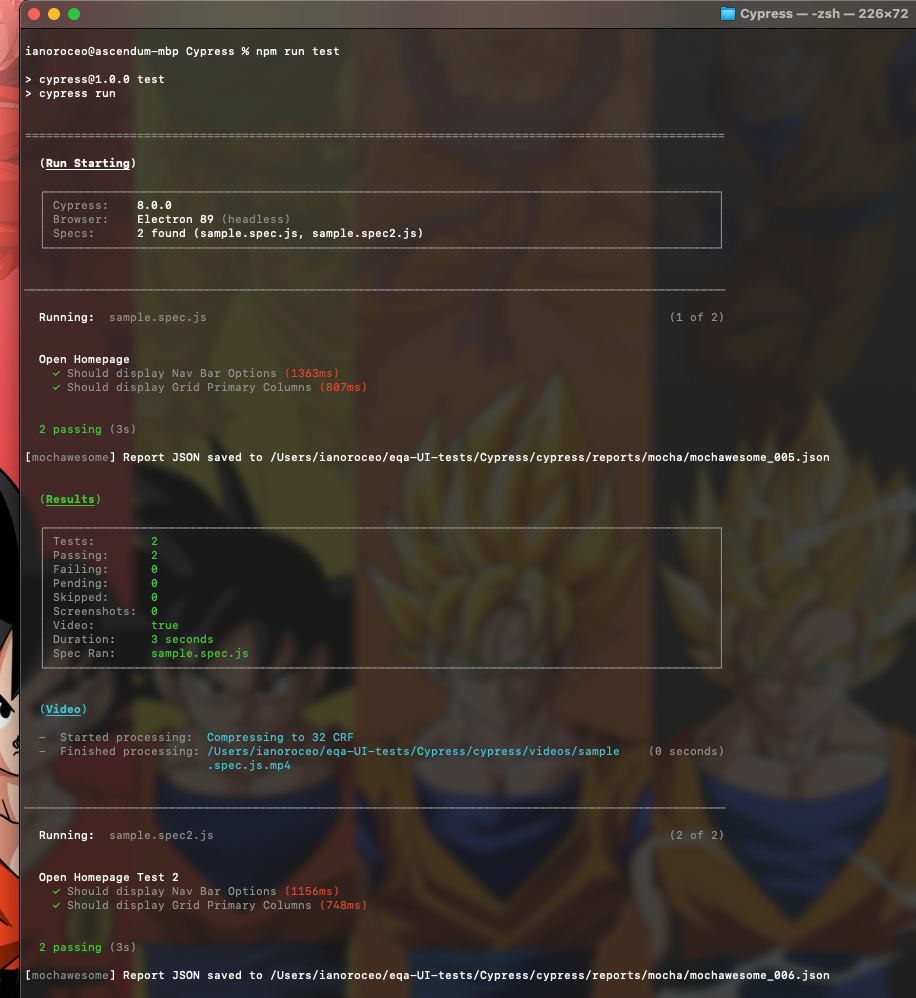 Cypress — -zsh — 226×72
ianoroceo@ascendum-mbp Cypress % npm run test
> cypress@1.0.0 test
> cypress run
====================================================================================================
(Run Starting)
Cypress: 8.0.0
Browser: Electron 89 (headless)
Specs: 2 found (sample.spec.js, sample.spec2.js)
Running: sample.spec.js (1 of 2)
Open Homepage
✓ Should display Nav Bar Options (1363ms)
✓ Should display Grid Primary Columns (807ms)
2 passing (3s)
[mochawesome] Report JSON saved to /Users/ianoroceo/eqa-UI-tests/Cypress/cypress/reports/mocha/mochawesome_005.json
(Results)
Tests: 2
Passing: 2
Failing: 0
Pending: 0
Skipped: 0
Screenshots: 0
Video: true
Duration: 3 seconds
Spec Ran: sample.spec.js
(Video)
– Started processing: Compressing to 32 CRF
– Finished processing: /Users/ianoroceo/eqa-UI-tests/Cypress/cypress/videos/sample (0 seconds)
.spec.js.mp4
Running: sample.spec2.js (2 of 2)
Open Homepage Test 2
✓ Should display Nav Bar Options (1156ms)
✓ Should display Grid Primary Columns (748ms)
2 passing (3s)
[mochawesome] Report JSON saved to /Users/ianoroceo/eqa-UI-tests/Cypress/cypress/reports/mocha/mochawesome_006.json